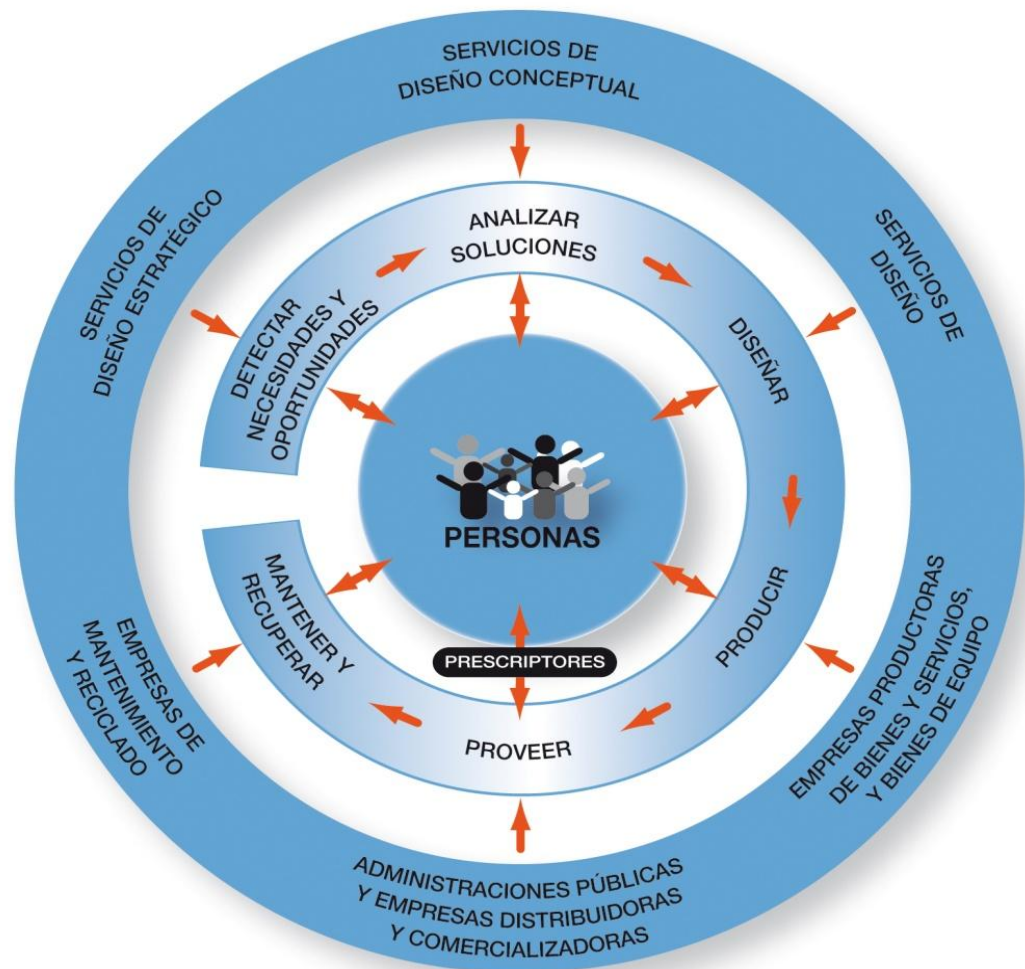 SERVICIOS DE
DISEÑO CONCEPTUAL
SERVICIOS DE
DISEÑO
EMPRESAS PRODUCTORAS
DE BIENES Y SERVICIOS,
Y BIENES DE EQUIPO
ADMINISTRACIONES PÚBLICAS
Y EMPRESAS DISTRIBUIDORAS
Y COMERCIALIZADORAS
EMPRESAS DE
MANTENIMIENTO
Y RECICLADO
SERVICIOS DE
DISEÑO ESTRATÉGICO
DETECTAR
NECESIDADES Y
OPORTUNIDADES
ANALIZAR
SOLUCIONES
DISEÑAR
PRODUCIR
PROVEER
MANTENER Y
RECUPERAR
PERSONAS
PRESCRIPTORES